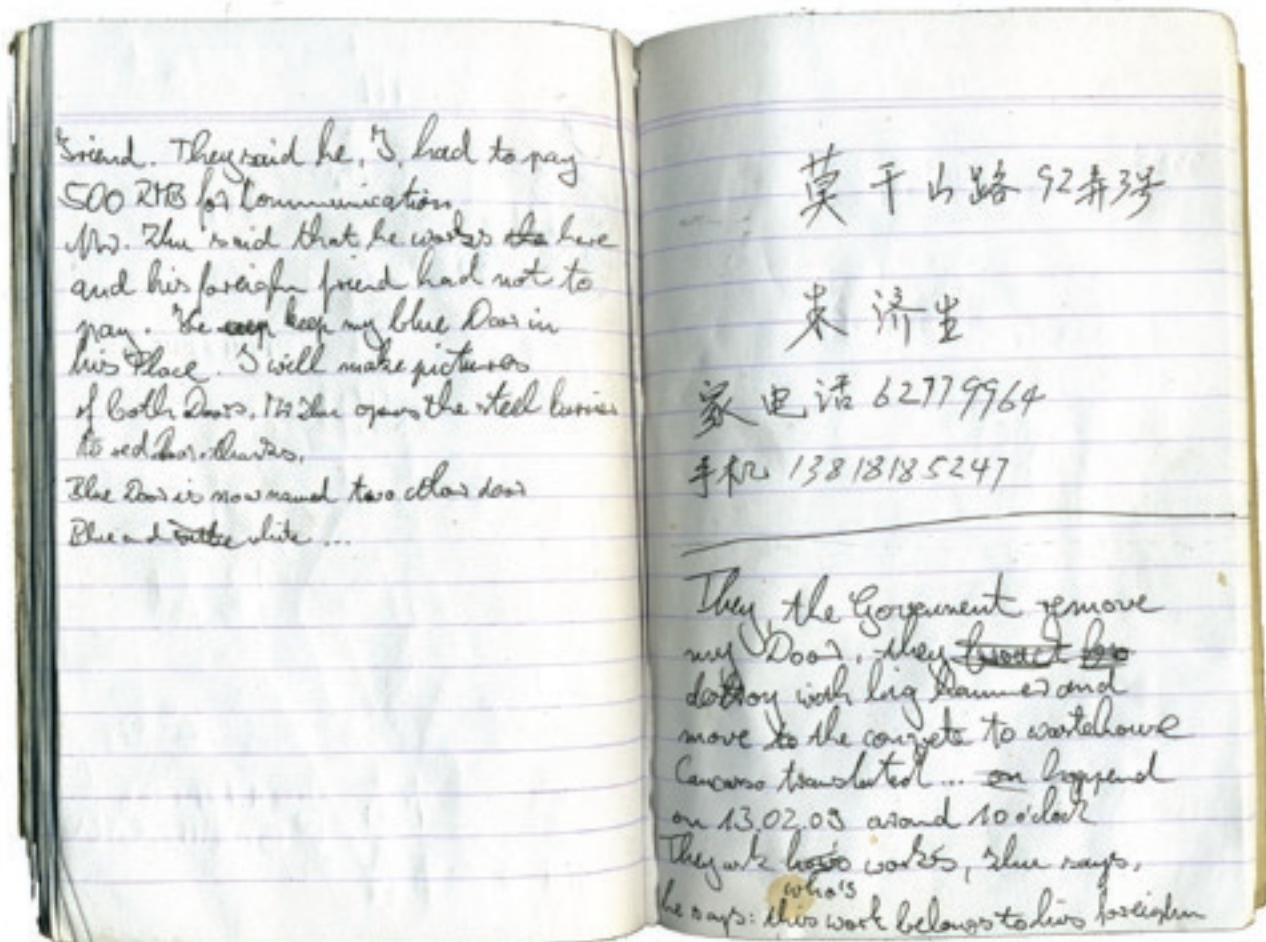 friend. They said he, I, had to pay
500 RMB for Communication
Mr. Zhu said that he works here
and his foreighn friend had not to
pay. He keep my blue Door in
his Place. I will make pictures
of both Doors. Mr Zhu opens the steel barrier
to red Door. thanks.
Blue Door is now named two door
Blue and white ...
莫干山路 92弄3号
朱济生
家电话 62779964
手机 13818185247
They, the Government remove
my Door, they
destroy with big Hammer and
move to the to wastehouse
translated ... happend
on 13.02.09 around 10 o'clock
They ask who's works, Zhu says,
he says: this work belongs to his foreighn